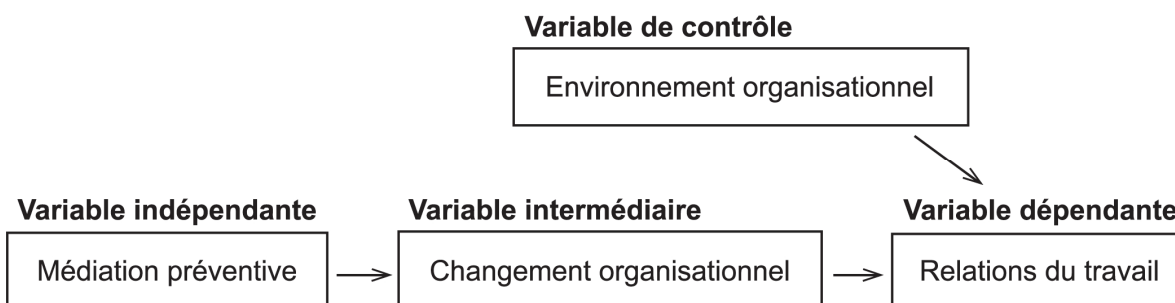 Variable de contrôle
Environnement organisationnel
Variable indépendante
Variable intermédiaire
Variable dépendante
Médiation préventive
Changement organisationnel
Relations du travail